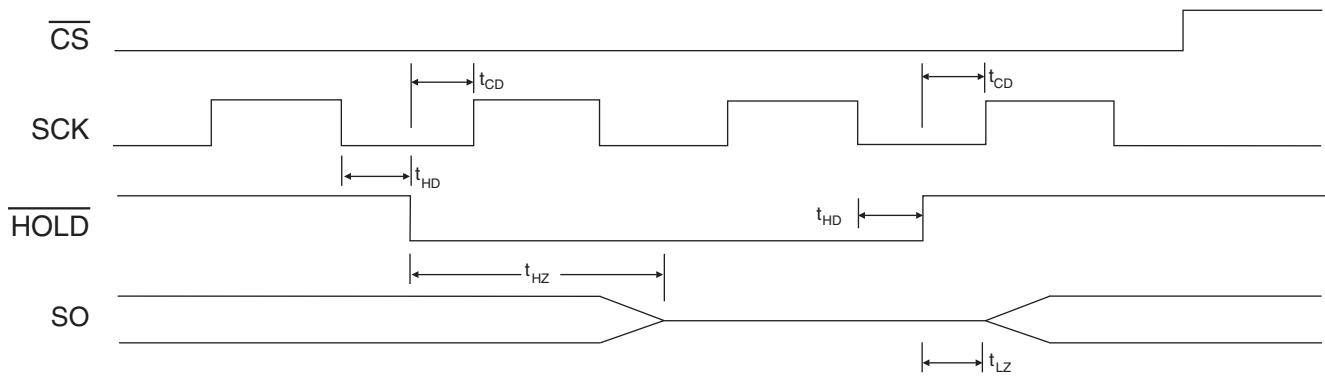 CS
t_CD
t_CD
SCK
t_HD
HOLD
t_HD
t_HZ
SO
t_LZ